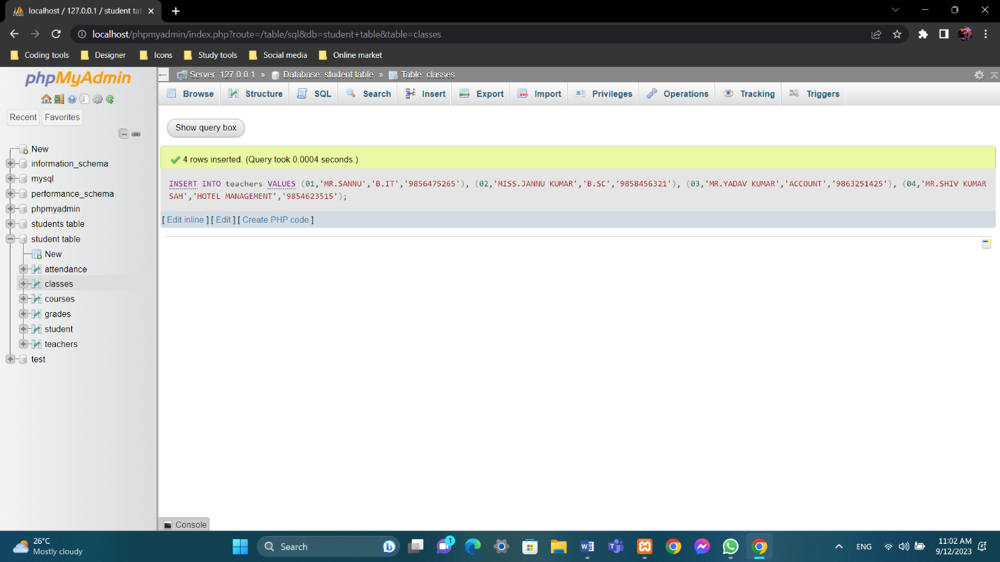 localhost / 127.0.0.1 / student tal
localhost/phpmyadmin/index.php?route=/table/sql&db=student+table&table=classes
Coding tools Designer Icons Study tools Social media Online market
phpMyAdmin
Recent Favorites
New
information_schema
mysql
performance_schema
phpmyadmin
students table
student table
New
attendance
classes
courses
grades
student
teachers
test
Server: 127.0.0.1 » Database: student table » Table: classes
Browse Structure SQL Search Insert Export Import Privileges Operations Tracking Triggers
Show query box
4 rows inserted. (Query took 0.0004 seconds.)
INSERT INTO teachers VALUES (01,'MR.SANNU','B.IT','9856475265'), (02,'MISS.JANNU KUMAR','B.SC','9858456321'), (03,'MR.YADAV KUMAR','ACCOUNT','9863251425'), (04,'MR.SHIV KUMAR
SAH','HOTEL MANAGEMENT','9854623515');
[ Edit inline ] [ Edit ] [ Create PHP code ]
Console
26°C
Mostly cloudy
Search
1
ENG
11:02 AM
9/12/2023